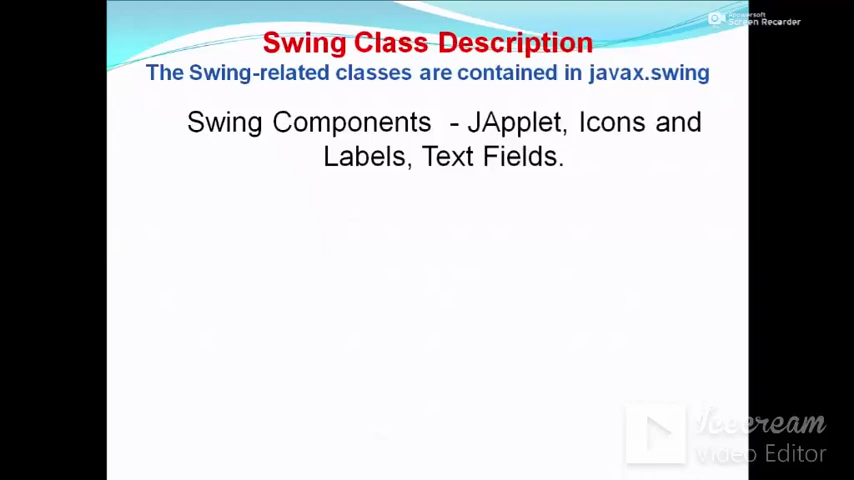 Apowersoft
Screen Recorder
Swing Class Description
The Swing-related classes are contained in javax.swing
Swing Components - JApplet, Icons and
Labels, Text Fields.
Icecream
Video Editor